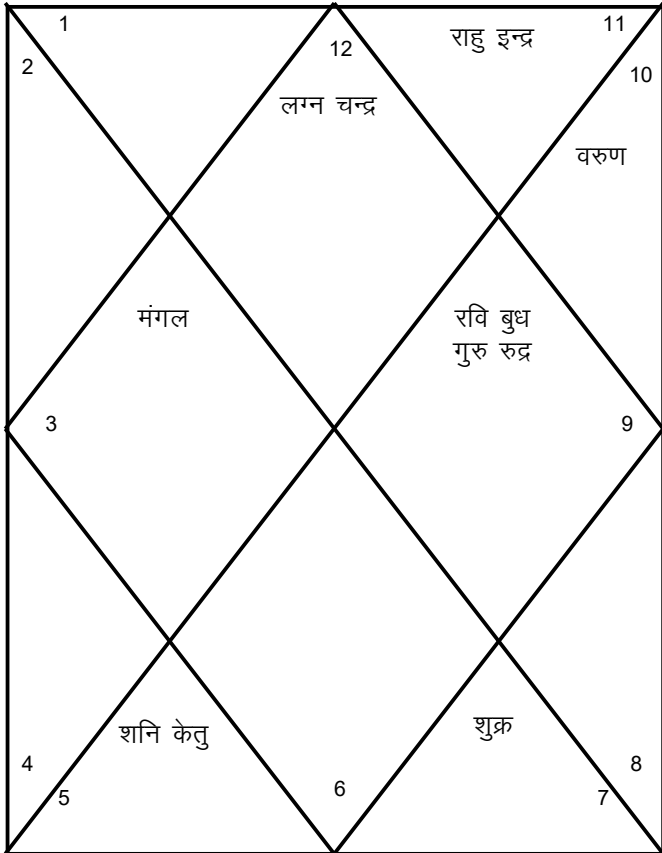 1
12
राहु इन्द्र
11
2
10
लग्न चन्द्र
वरुण
मंगल
रवि बुध
गुरु रुद्र
3
9
शनि केतु
शुक्र
4
8
5
6
7